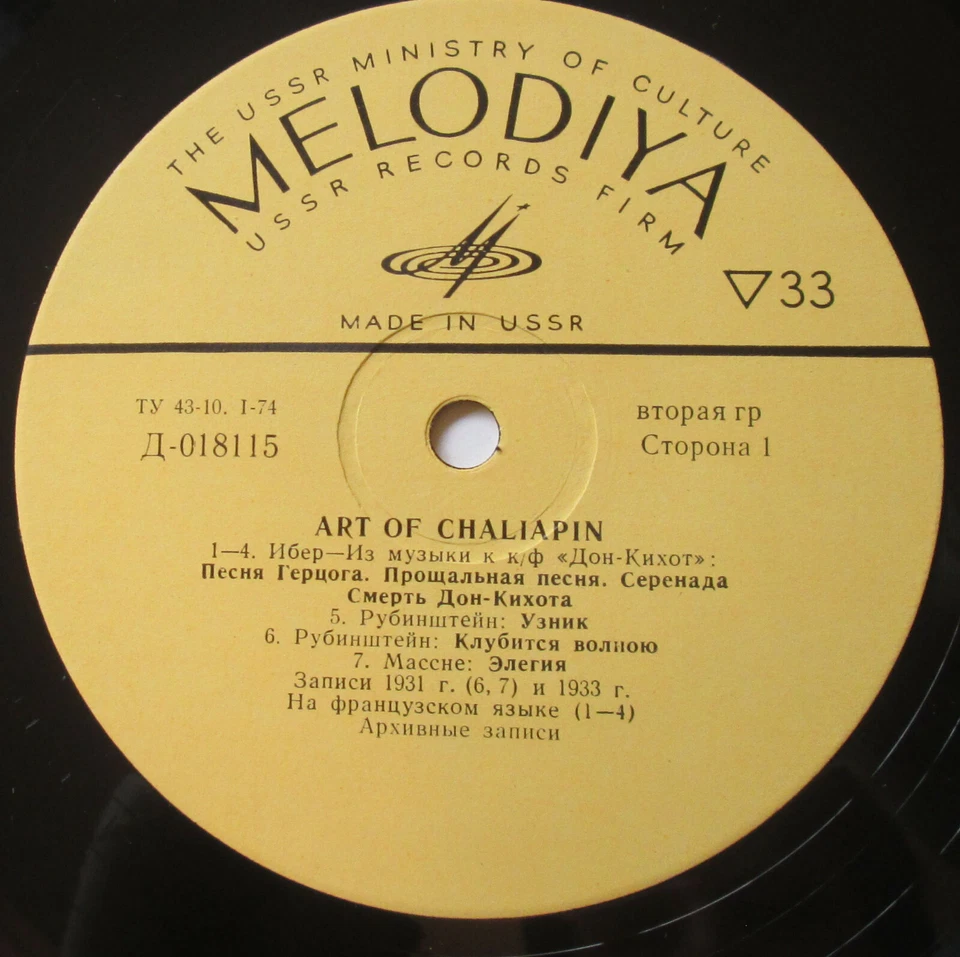 THE USSR MINISTRY OF CULTURE
MELODIYA
USSR RECORDS FIRM
▽33
MADE IN USSR
ТУ 43-10. I-74
вторая гр
Д-018115
Сторона 1
ART OF CHALIAPIN
1—4. Ибер—Из музыки к к/ф «Дон-Кихот»:
Песня Герцога. Прощальная песня. Серенада
Смерть Дон-Кихота
5. Рубинштейн: Узник
6. Рубинштейн: Клубится волною
7. Массне: Элегия
Записи 1931 г. (6, 7) и 1933 г.
На французском языке (1—4)
Архивные записи